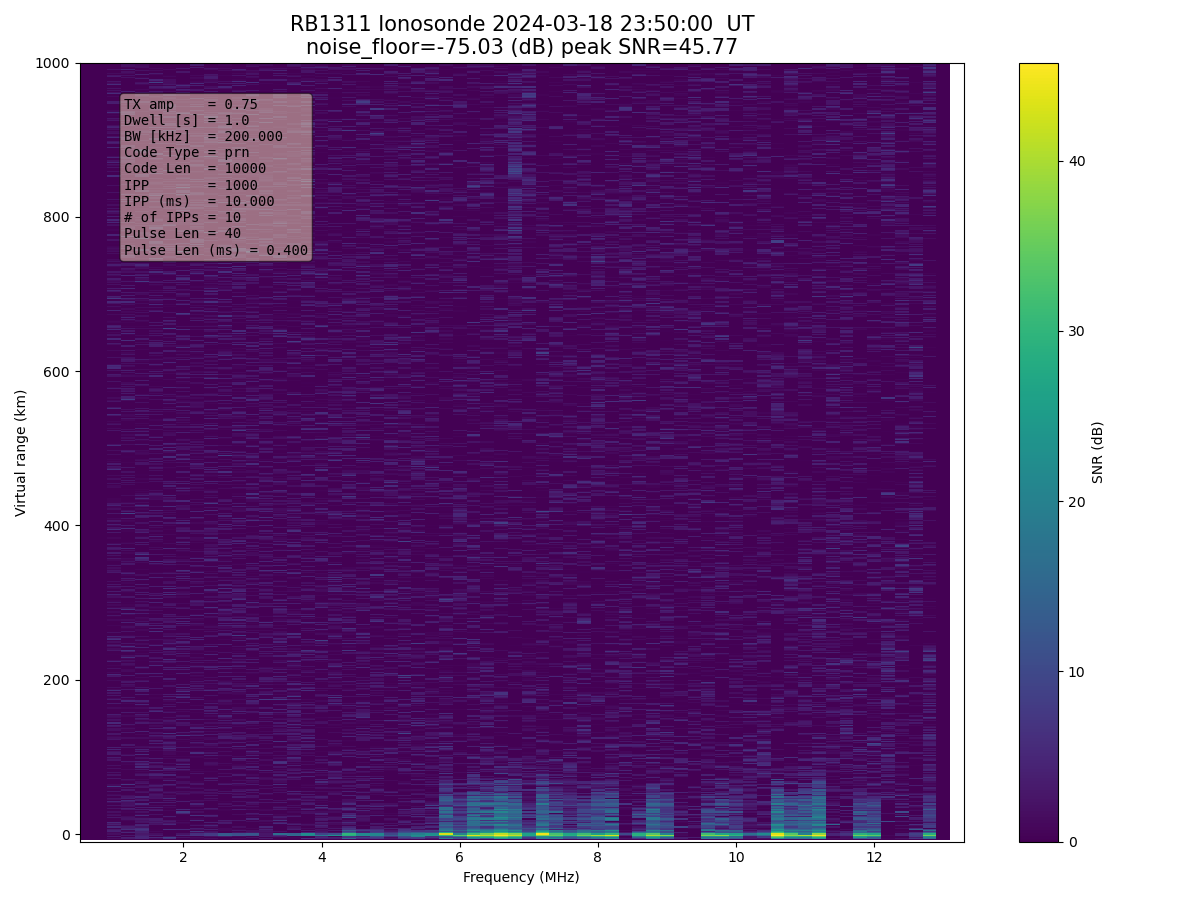 RB1311 Ionosonde 2024-03-18 23:50:00 UT
noise_floor=-75.03 (dB) peak SNR=45.77
TX amp = 0.75
Dwell [s] = 1.0
BW [kHz] = 200.000
Code Type = prn
Code Len = 10000
IPP = 1000
IPP (ms) = 10.000
# of IPPs = 10
Pulse Len = 40
Pulse Len (ms) = 0.400
Virtual range (km)
1000
800
600
400
200
0
2 4 6 8 10 12
Frequency (MHz)
40
30
20
10
0
SNR (dB)